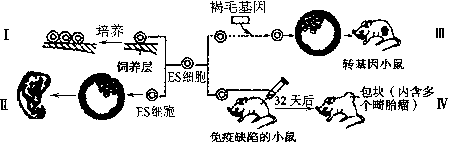 Ⅰ
培养
饲养层
ES细胞
褐毛基因
转基因小鼠
Ⅲ
Ⅱ
ES细胞
32天后
免疫缺陷的小鼠
包块（内含多
个畸胎瘤）
Ⅳ